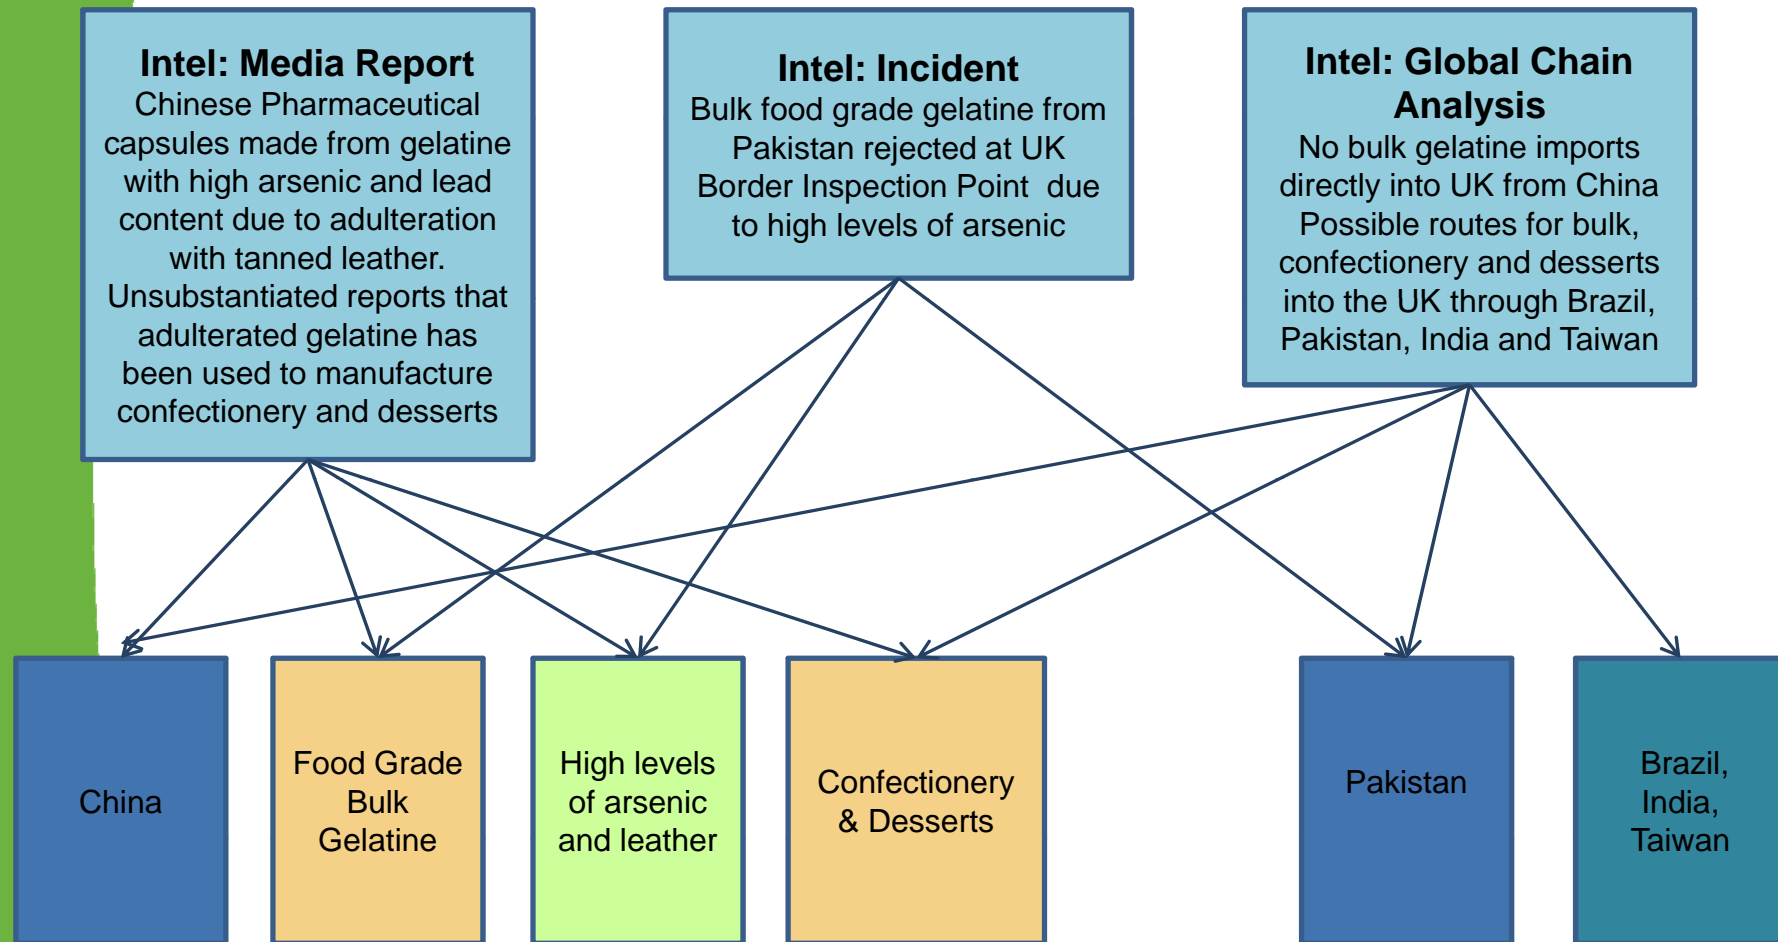 Intel: Media Report
Chinese Pharmaceutical
capsules made from gelatine
with high arsenic and lead
content due to adulteration
with tanned leather.
Unsubstantiated reports that
adulterated gelatine has
been used to manufacture
confectionery and desserts
Intel: Incident
Bulk food grade gelatine from
Pakistan rejected at UK
Border Inspection Point due
to high levels of arsenic
Intel: Global Chain
Analysis
No bulk gelatine imports
directly into UK from China
Possible routes for bulk,
confectionery and desserts
into the UK through Brazil,
Pakistan, India and Taiwan
China
Food Grade
Bulk
Gelatine
High levels
of arsenic
and leather
Confectionery
& Desserts
Pakistan
Brazil,
India,
Taiwan